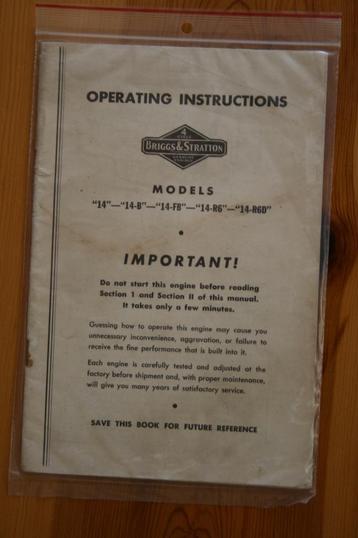 OPERATING INSTRUCTIONS
4
CYCLE
BRIGGS & STRATTON
GASOLINE
MODELS
"14"—"14-B"—"14-FB"—"14-R6"—"14-R6D"
•
IMPORTANT!
Do not start this engine before reading
Section 1 and Section II of this manual.
It takes only a few minutes.
Guessing how to operate this engine may cause you
unnecessary inconvenience, aggravation, or failure to
receive the fine performance that is built into it.
Each engine is carefully tested and adjusted at the
factory before shipment and, with proper maintenance,
will give you many years of satisfactory service.
•
SAVE THIS BOOK FOR FUTURE REFERENCE